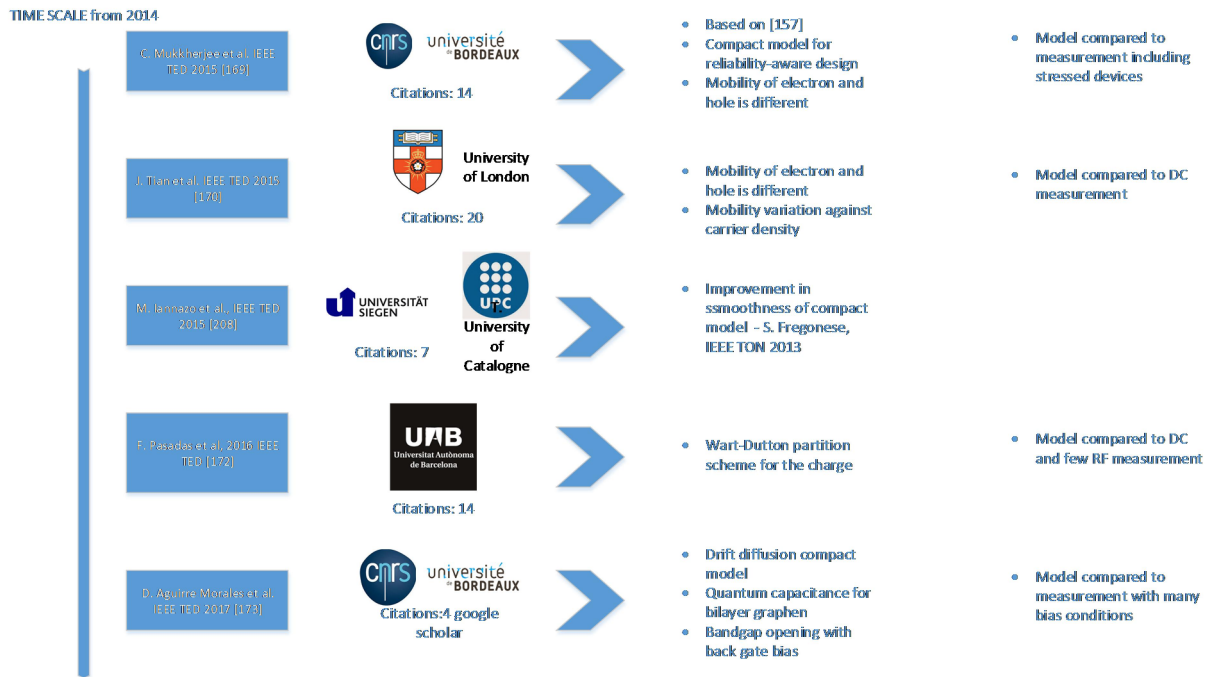 TIME SCALE from 2014
C. Mukkherjee et al. IEEE
TED 2015 [169]
cnrs
université
de BORDEAUX
Citations: 14
Based on [157]
Compact model for
reliability-aware design
Mobility of electron and
hole is different
Model compared to
measurement including
stressed devices
J. Tian et al. IEEE TED 2015
[170]
University
of London
Citations: 20
Mobility of electron and
hole is different
Mobility variation against
carrier density
Model compared to DC
measurement
M. Iannazo et al., IEEE TED
2015 [208]
UNIVERSITÄT
SIEGEN
Citations: 7
UPC
T.
University
of
Catalogne
Improvement in
ssmoothness of compact
model – S. Fregonese,
IEEE TON 2013
F. Pasadas et al. 2016 IEEE
TED [172]
UAB
Universitat Autònoma
de Barcelona
Citations: 14
Wart-Dutton partition
scheme for the charge
Model compared to DC
and few RF measurement
D. Aguirre Morales et al.
IEEE TED 2017 [173]
cnrs
université
de BORDEAUX
Citations:4 google
scholar
Drift diffusion compact
model
Quantum capacitance for
bilayer graphen
Bandgap opening with
back gate bias
Model compared to
measurement with many
bias conditions